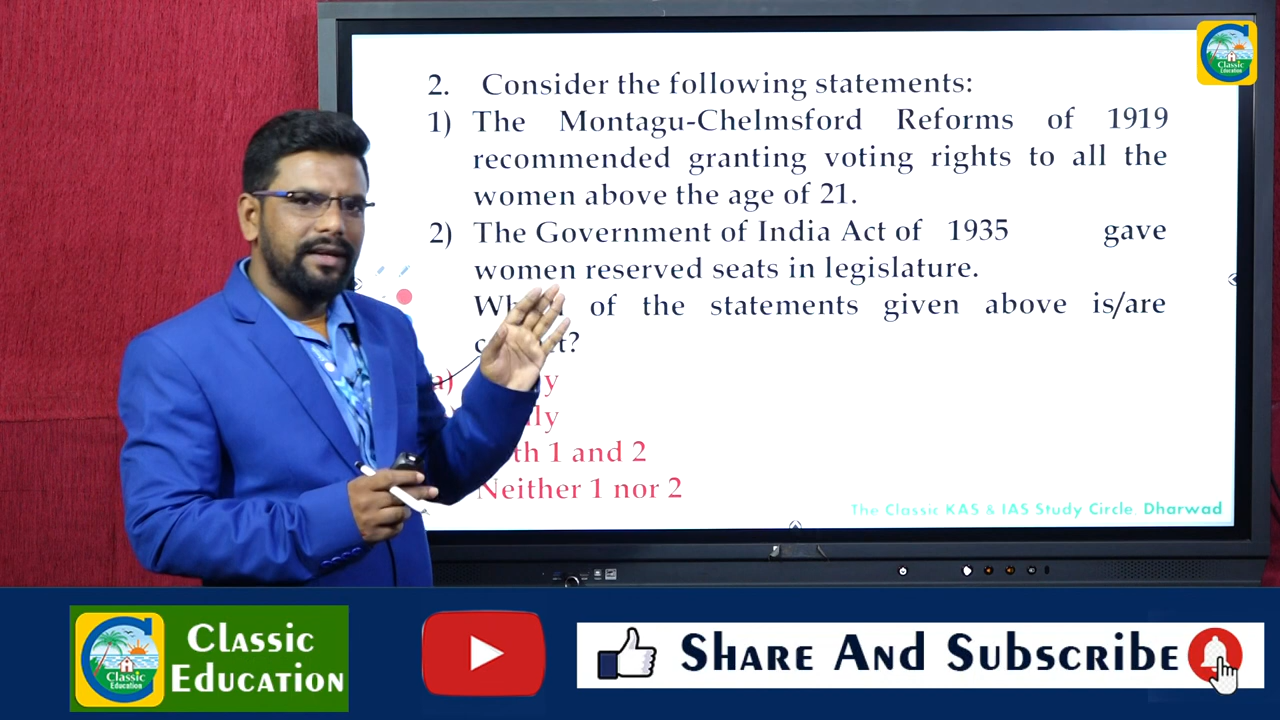 2. Consider the following statements:
1) The Montagu-Chelmsford Reforms of 1919
recommended granting voting rights to all the
women above the age of 21.
2) The Government of India Act of 1935 gave
women reserved seats in legislature.
of the statements given above is/are
a)
1 and 2
Neither 1 nor 2
The Classic KAS & IAS Study Circle, Dharwad
Classic Education
Classic
Education
Classic Education
Share And Subscribe